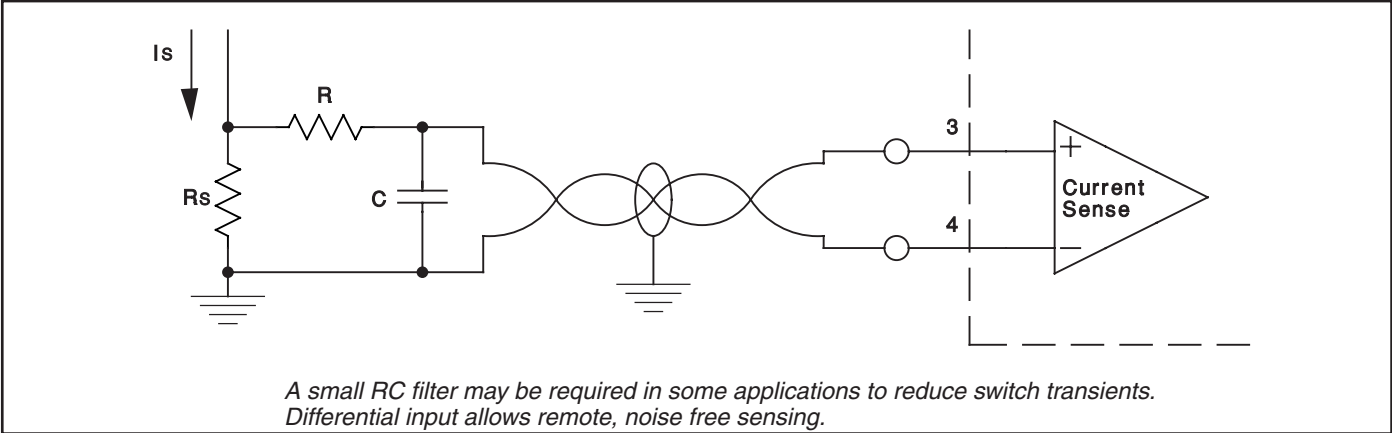 Is
R
Rs
C
3
4
+
Current
Sense
−
A small RC filter may be required in some applications to reduce switch transients.
Differential input allows remote, noise free sensing.